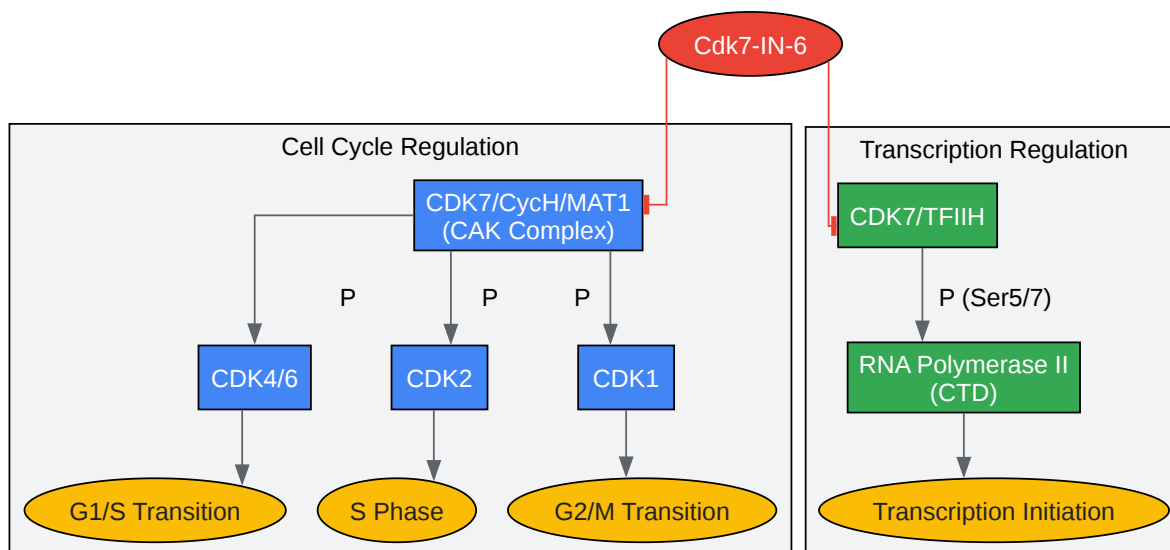 Cdk7-IN-6
Cell Cycle Regulation
Transcription Regulation
CDK7/CycH/MAT1
(CAK Complex)
CDK7/TFIIH
P
P
P
P (Ser5/7)
CDK4/6
CDK2
CDK1
RNA Polymerase II
(CTD)
G1/S Transition
S Phase
G2/M Transition
Transcription Initiation